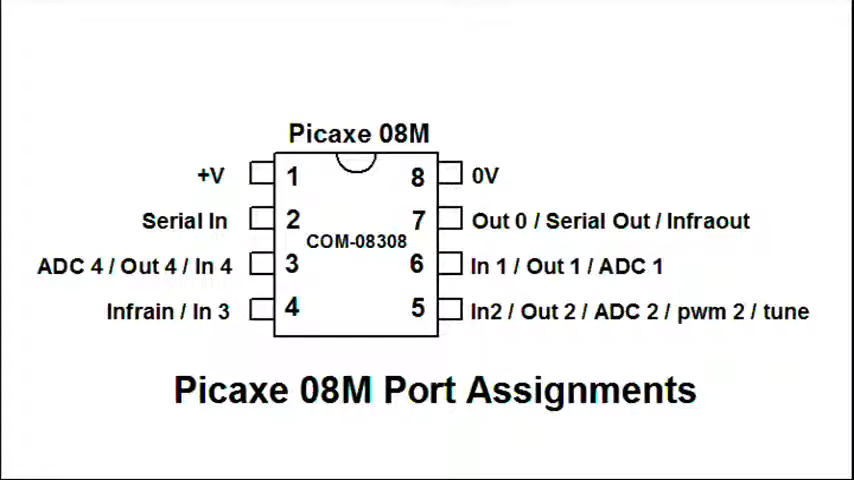 Picaxe 08M
+V 1 8 0V
Serial In 2 7 Out 0 / Serial Out / Infraout
COM-08308
ADC 4 / Out 4 / In 4 3 6 In 1 / Out 1 / ADC 1
Infrain / In 3 4 5 In2 / Out 2 / ADC 2 / pwm 2 / tune
Picaxe 08M Port Assignments